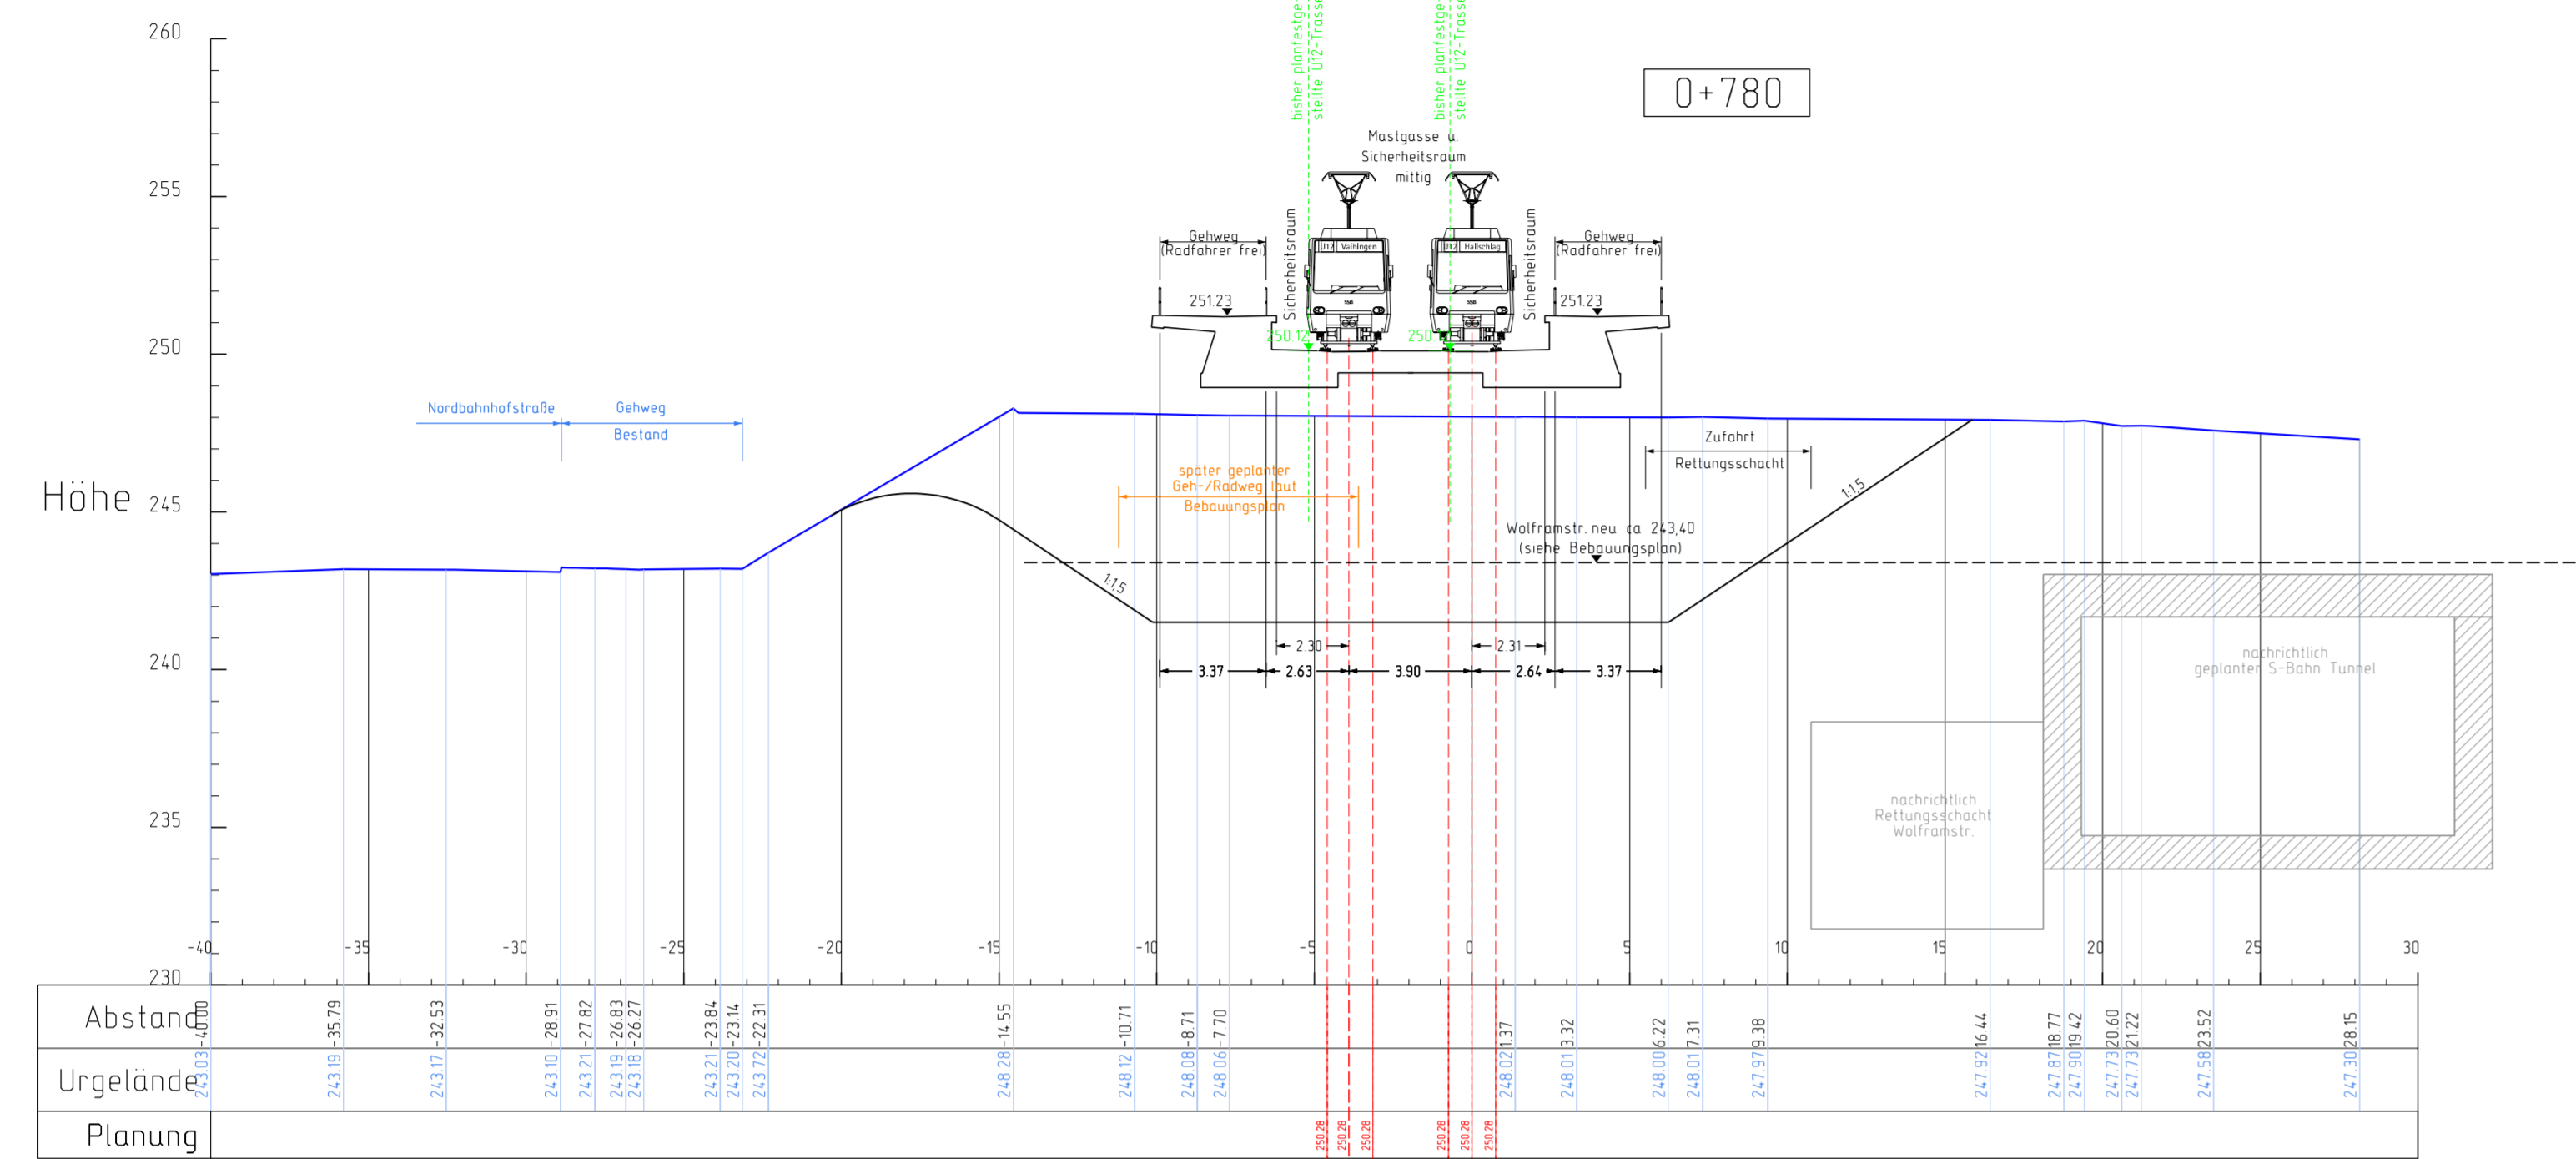 bisher planfestge-
stellte U12-Trasse
bisher planfestge-
stellte U12-Trasse
0+780
Mastgasse u.
Sicherheitsraum
mittig
Gehweg
(Radfahrer frei)
Sicherheitsraum
U12 Vaihingen
U12 Hallschlag
SSB
SSB
Sicherheitsraum
Gehweg
(Radfahrer frei)
251.23
251.23
250.12
250.
Höhe
260
255
250
245
240
235
230
Nordbahnhofstraße
Gehweg
Bestand
später geplanter
Geh-/Radweg laut
Bebauungsplan
Zufahrt
Rettungsschacht
1:1,5
1:1,5
Wolframstr. neu ca 243,40
(siehe Bebauungsplan)
2.30
2.31
3.37 2.63 3.90 2.64 3.37
nachrichtlich
geplanter S-Bahn Tunnel
nachrichtlich
Rettungsschacht
Wolframstr.
-40 -35 -30 -25 -20 -15 -10 -5 0 5 10 15 20 25 30
Abstand -40.00 -35.79 -32.53 -28.91 -27.82 -26.83 -26.27 -23.84 -23.14 -22.31 -14.55 -10.71 -8.71 -7.70 1.37 3.32 6.22 7.31 9.38 16.44 18.77 19.42 20.60 21.22 23.52 28.15
Urgelände 243.03 243.19 243.17 243.10 243.21 243.19 243.18 243.21 243.20 243.72 248.28 248.12 248.08 248.06 248.02 248.01 248.00 248.01 247.97 247.92 247.87 247.90 247.73 247.73 247.58 247.30
Planung 250.28 250.28 250.28 250.28 250.28 250.28